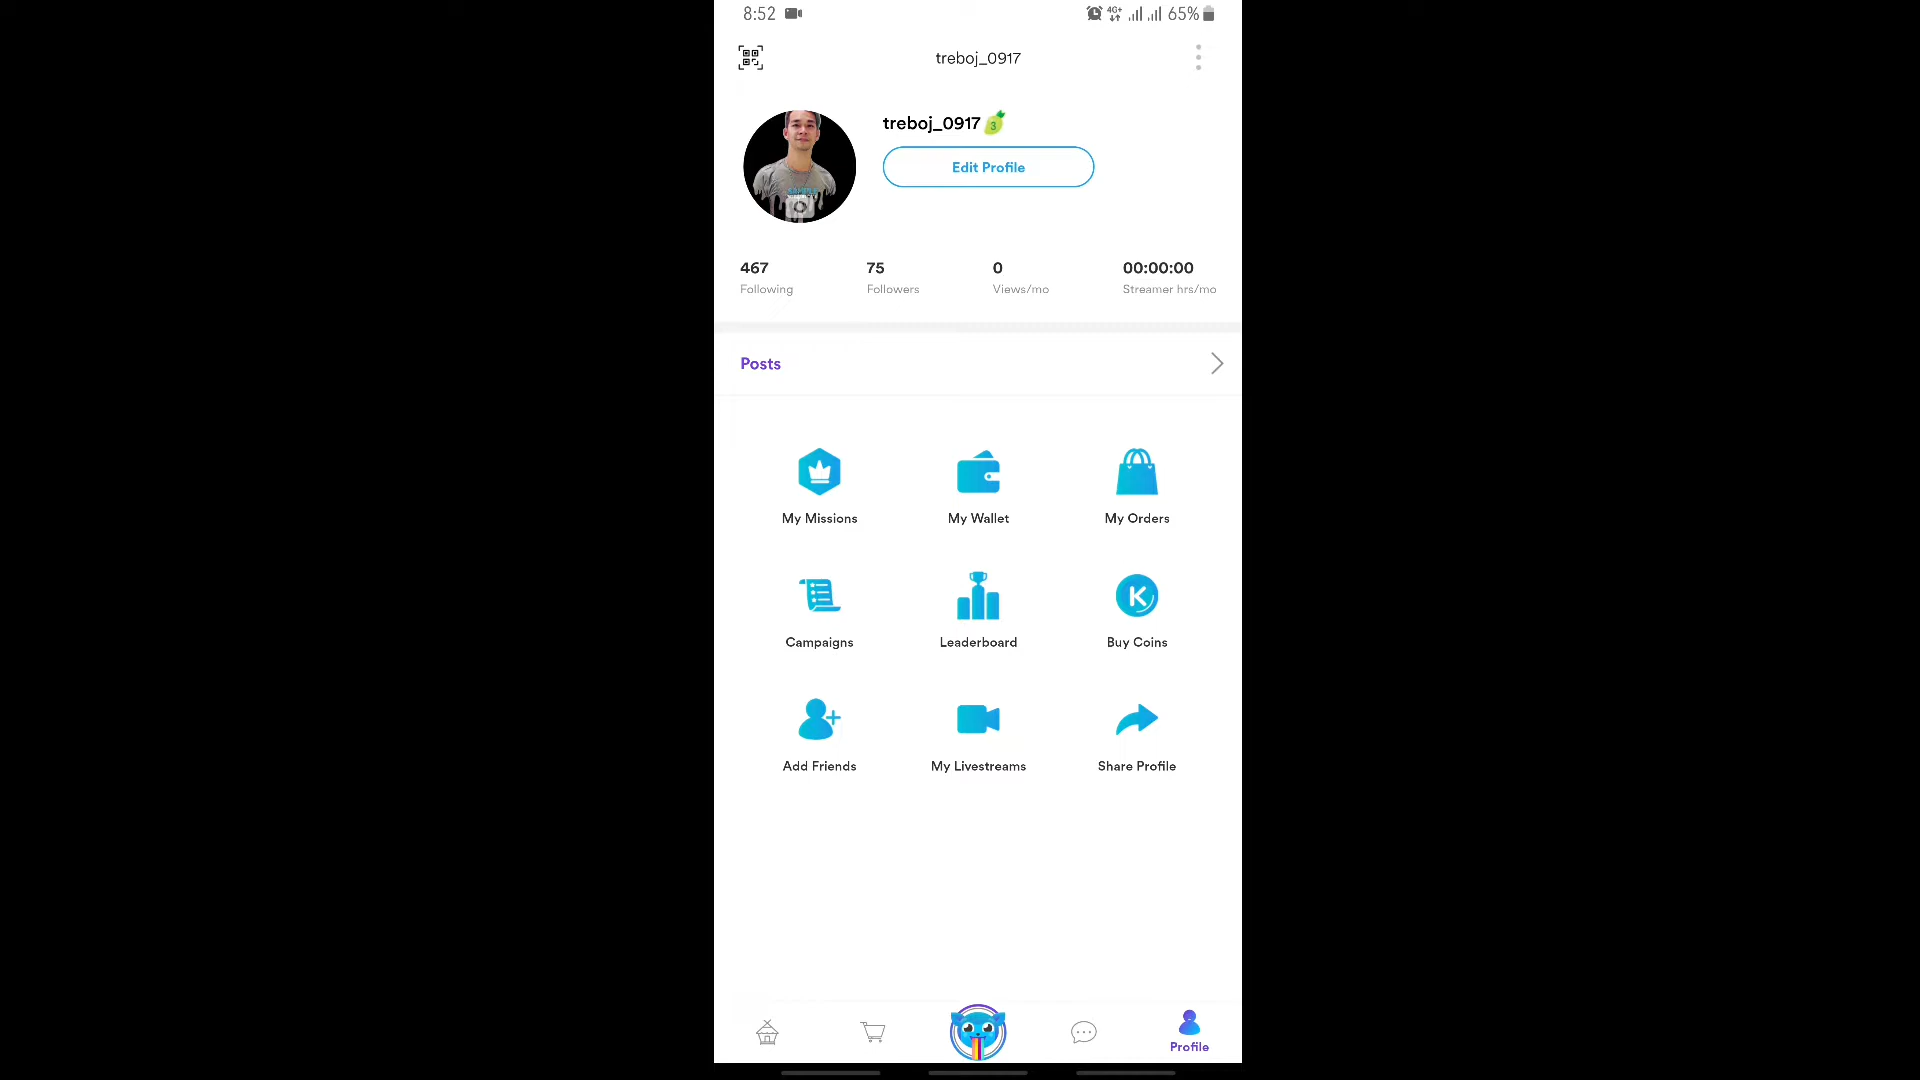 8:52 4G+ 65%
treboj_0917
treboj_0917 3
Edit Profile
467 75 0 00:00:00
Following Followers Views/mo Streamer hrs/mo
Posts
My Missions My Wallet My Orders
K
Campaigns Leaderboard Buy Coins
Add Friends My Livestreams Share Profile
Profile